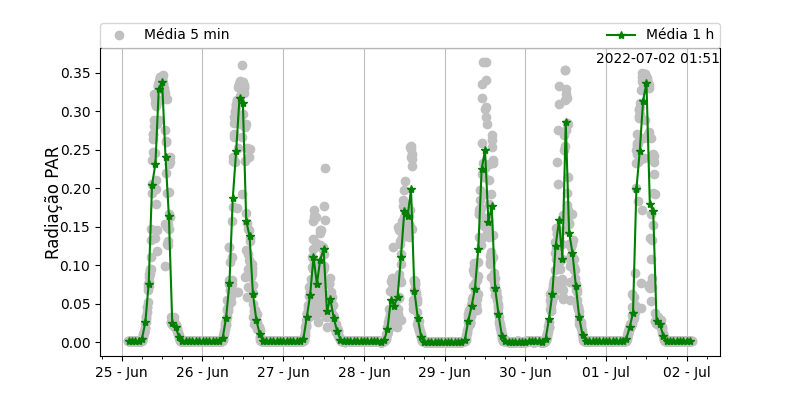 Média 5 min
Média 1 h
2022-07-02 01:51
Radiação PAR
0.35
0.30
0.25
0.20
0.15
0.10
0.05
0.00
25 - Jun
26 - Jun
27 - Jun
28 - Jun
29 - Jun
30 - Jun
01 - Jul
02 - Jul